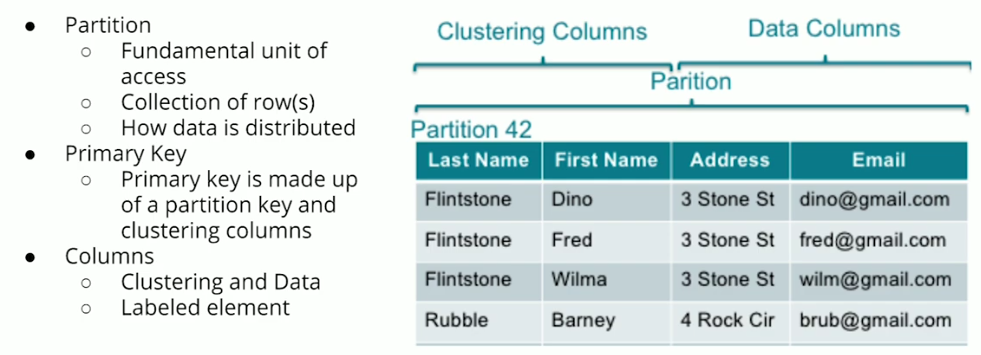 ● Partition
○ Fundamental unit of
access
○ Collection of row(s)
○ How data is distributed
● Primary Key
○ Primary key is made up
of a partition key and
clustering columns
● Columns
○ Clustering and Data
○ Labeled element
Clustering Columns Data Columns
Parition
Partition 42
Last Name First Name Address Email
Flintstone Dino 3 Stone St dino@gmail.com
Flintstone Fred 3 Stone St fred@gmail.com
Flintstone Wilma 3 Stone St wilm@gmail.com
Rubble Barney 4 Rock Cir brub@gmail.com